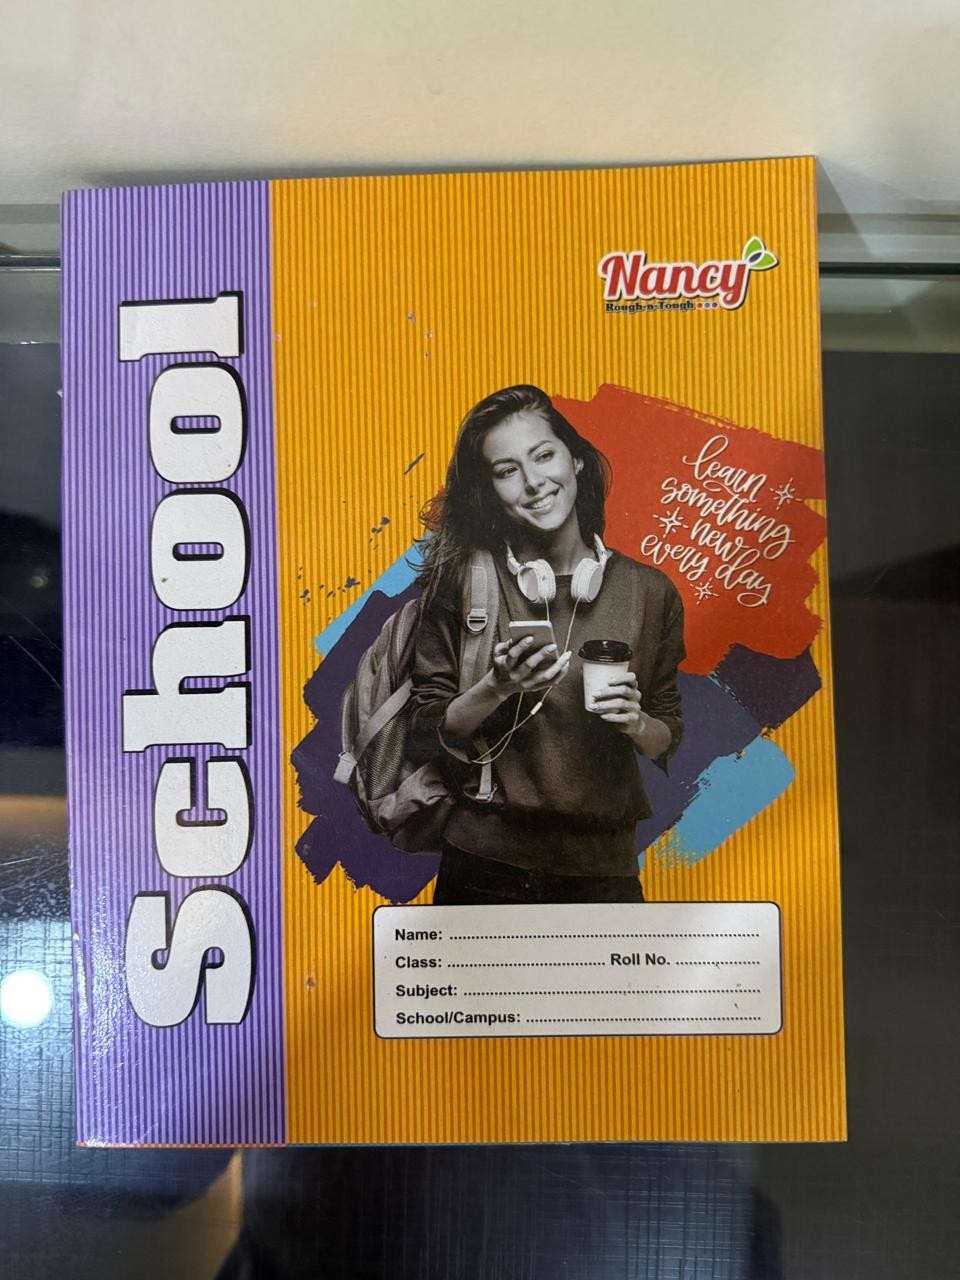 School
Nancy
Rough-n-Tough
learn
something
new
every day
Name: ........................................................................
Class: .................................... Roll No. ...................
Subject: ....................................................................
School/Campus: ......................................................